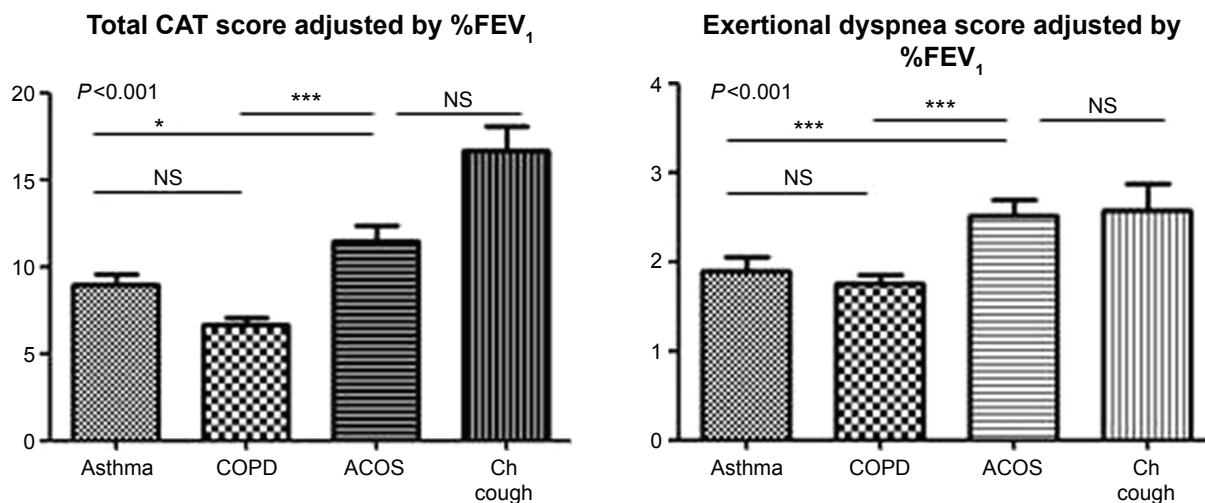 Total CAT score adjusted by %FEV₁
20
15
10
5
0
P<0.001
***
NS
*
NS
Asthma
COPD
ACOS
Ch
cough
Exertional dyspnea score adjusted by
%FEV₁
4
3
2
1
0
P<0.001
***
NS
***
NS
Asthma
COPD
ACOS
Ch
cough